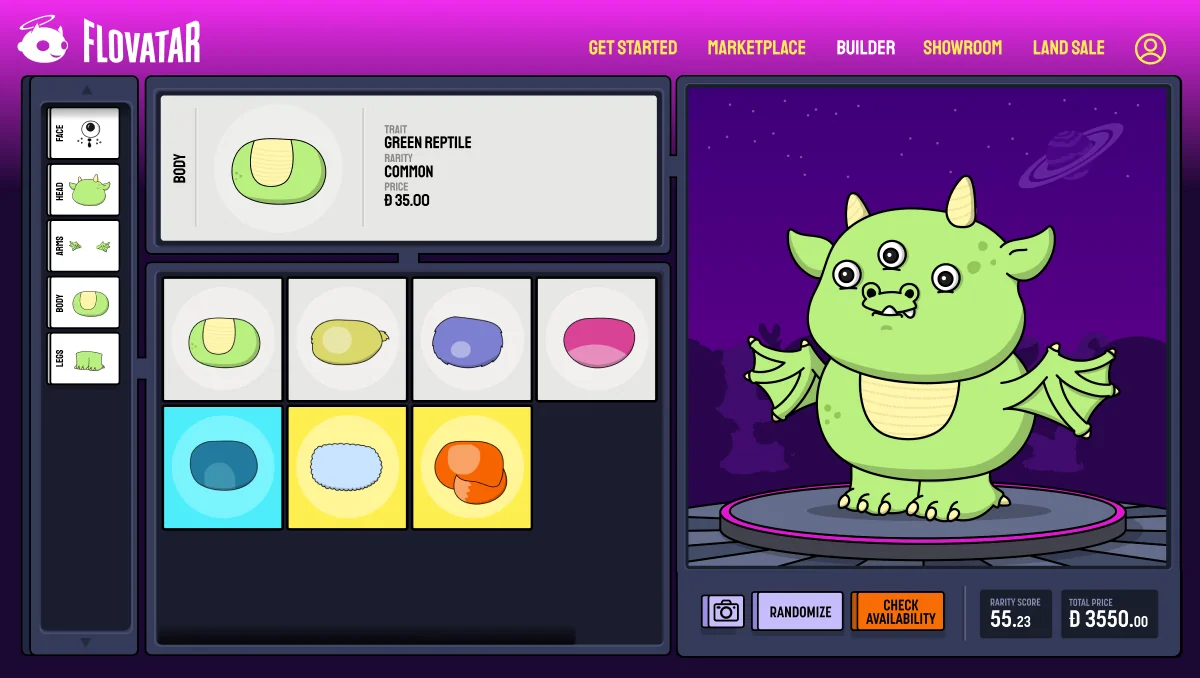 FLOVATAR
GET STARTED
MARKETPLACE
BUILDER
SHOWROOM
LAND SALE
FACE
HEAD
ARMS
BODY
LEGS
BODY
TRAIT
GREEN REPTILE
RARITY
COMMON
PRICE
Đ 35.00
RANDOMIZE
CHECK
AVAILABILITY
RARITY SCORE
55.23
TOTAL PRICE
Đ 3550.00